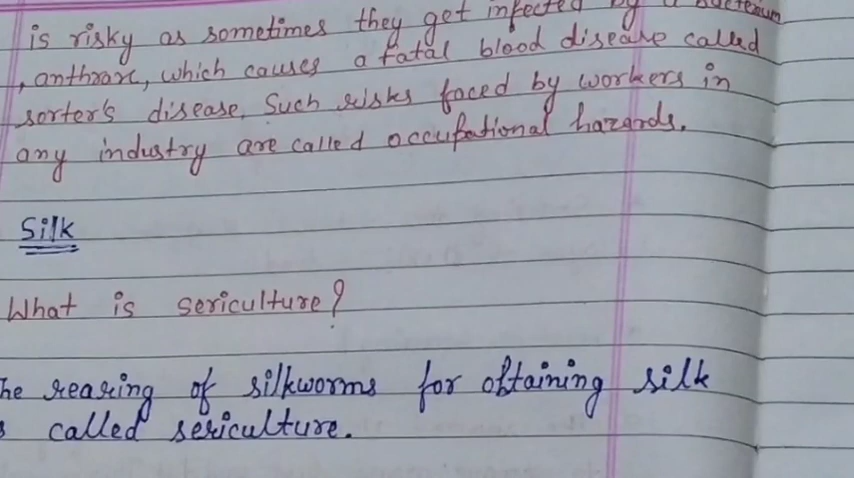 is risky as sometimes they get infected by a bacterium
, anthrax, which causes a fatal blood disease called
sorter's disease. Such risks faced by workers in
any industry are called occupational hazards.
Silk
What is sericulture?
he rearing of silkworms for obtaining silk
s called sericulture.